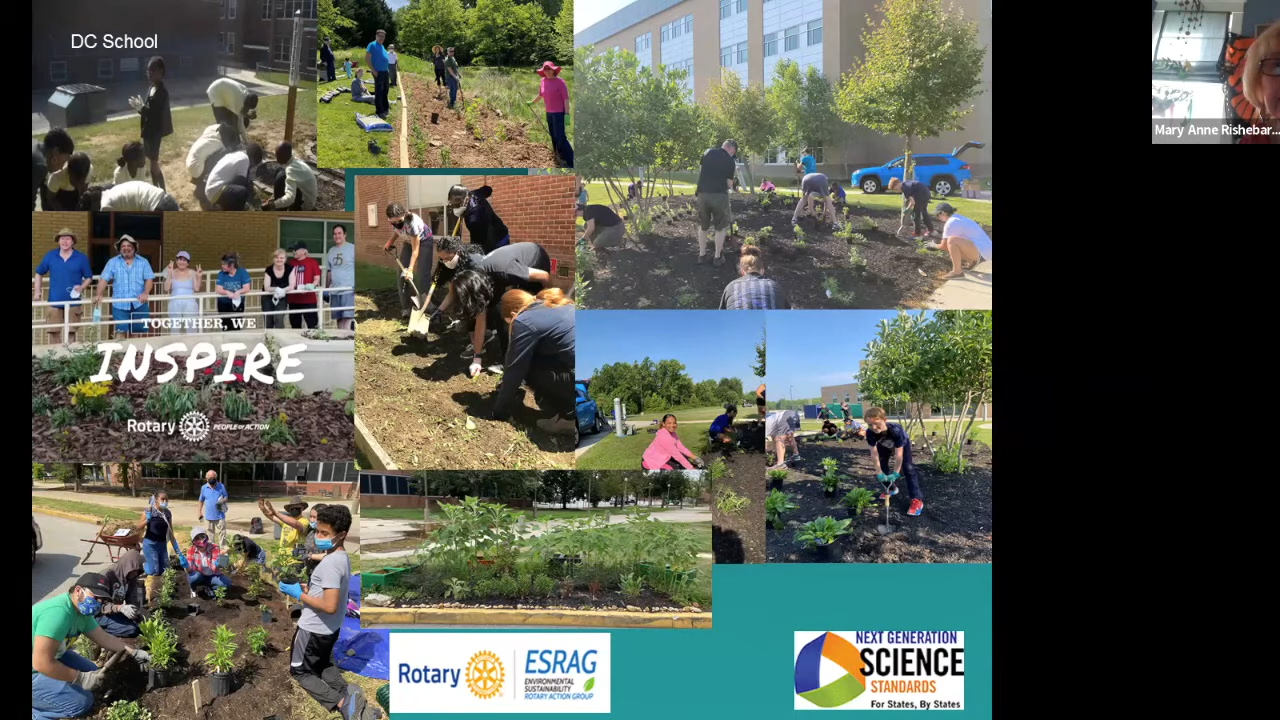 DC School
Mary Anne Rishebar...
TOGETHER, WE
INSPIRE
Rotary
PEOPLE OF ACTION
Rotary
ESRAG
ENVIRONMENTAL
SUSTAINABILITY
ROTARY ACTION GROUP
NEXT GENERATION
SCIENCE
STANDARDS
For States, By States